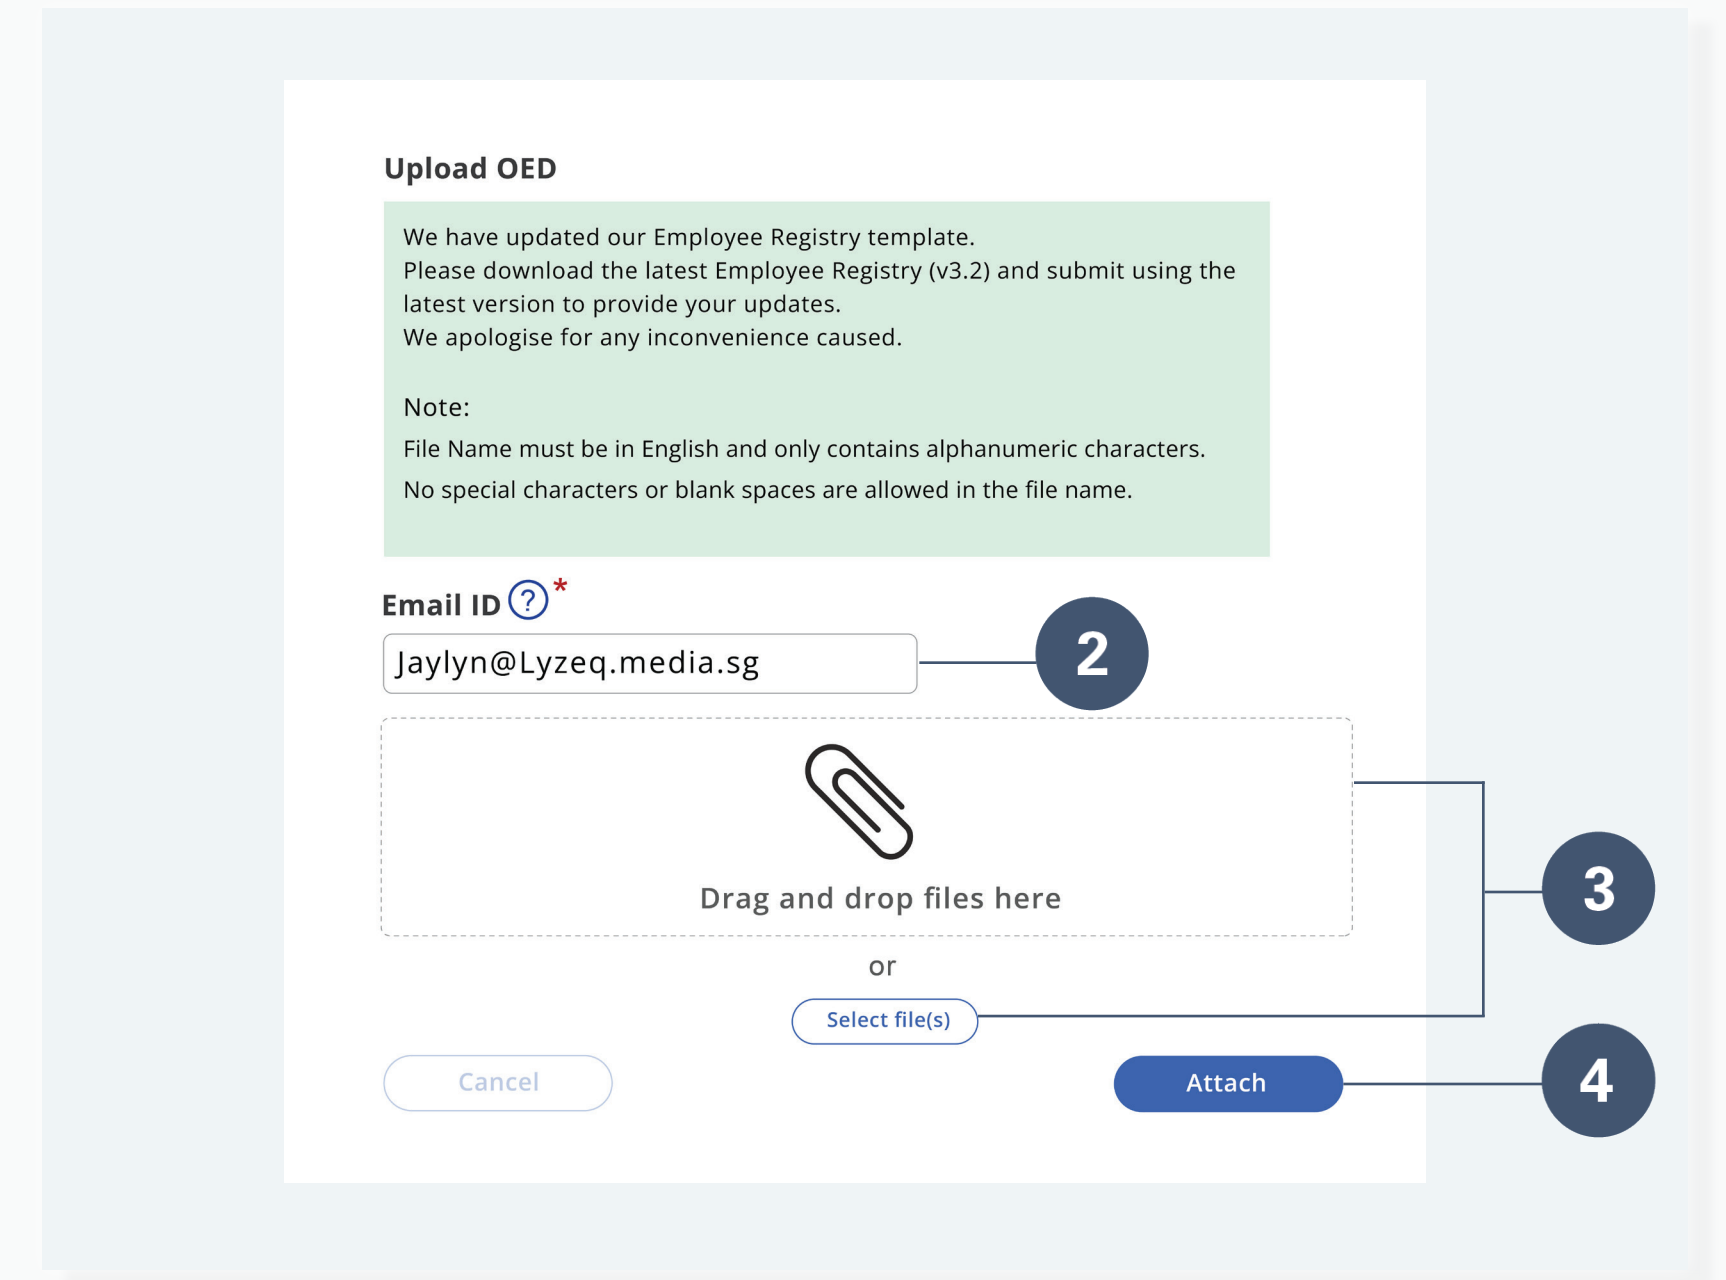 Upload OED
We have updated our Employee Registry template.
Please download the latest Employee Registry (v3.2) and submit using the
latest version to provide your updates.
We apologise for any inconvenience caused.
Note:
File Name must be in English and only contains alphanumeric characters.
No special characters or blank spaces are allowed in the file name.
Email ID ? *
Jaylyn@Lyzeq.media.sg
2
Drag and drop files here
3
or
Select file(s)
Cancel
Attach
4